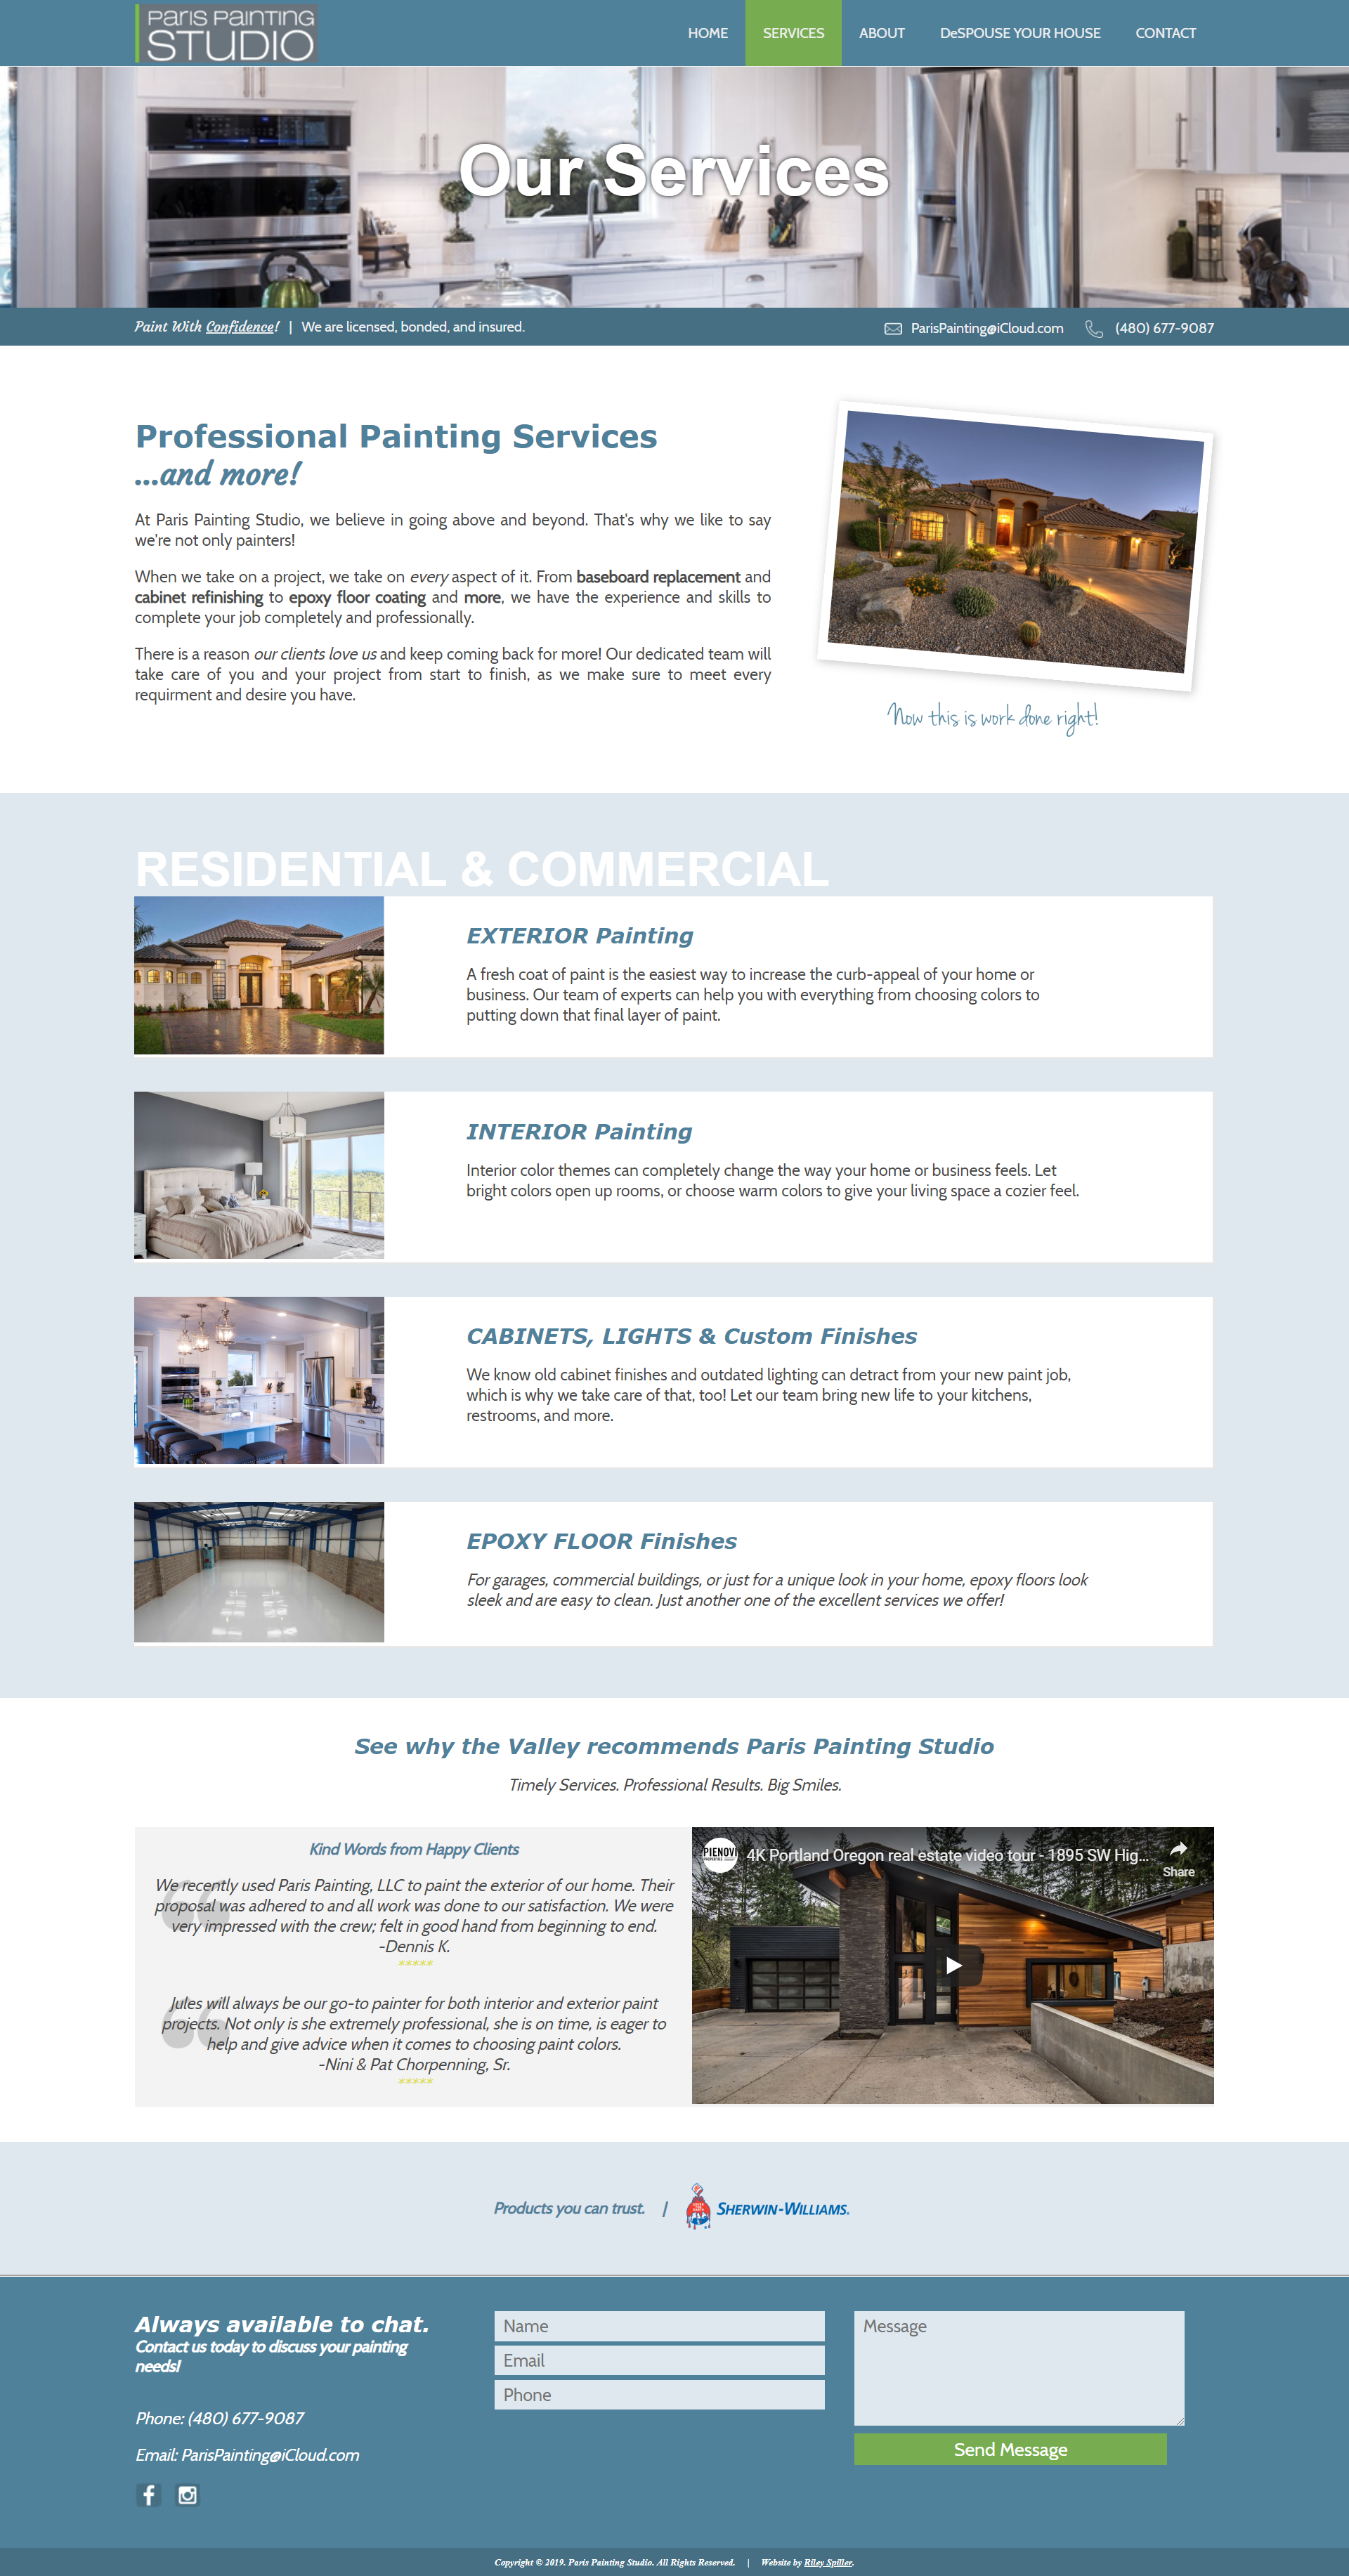 Paris Painting
STUDIO
HOME
SERVICES
ABOUT
DeSPOUSE YOUR HOUSE
CONTACT
Our Services
Paint With Confidence! | We are licensed, bonded, and insured.
ParisPainting@iCloud.com
(480) 677-9087
Professional Painting Services
...and more!
At Paris Painting Studio, we believe in going above and beyond. That's why we like to say
we're not only painters!
When we take on a project, we take on every aspect of it. From baseboard replacement and
cabinet refinishing to epoxy floor coating and more, we have the experience and skills to
complete your job completely and professionally.
There is a reason our clients love us and keep coming back for more! Our dedicated team will
take care of you and your project from start to finish, as we make sure to meet every
requirment and desire you have.
Now this is work done right!
RESIDENTIAL & COMMERCIAL
EXTERIOR Painting
A fresh coat of paint is the easiest way to increase the curb-appeal of your home or
business. Our team of experts can help you with everything from choosing colors to
putting down that final layer of paint.
INTERIOR Painting
Interior color themes can completely change the way your home or business feels. Let
bright colors open up rooms, or choose warm colors to give your living space a cozier feel.
CABINETS, LIGHTS & Custom Finishes
We know old cabinet finishes and outdated lighting can detract from your new paint job,
which is why we take care of that, too! Let our team bring new life to your kitchens,
restrooms, and more.
EPOXY FLOOR Finishes
For garages, commercial buildings, or just for a unique look in your home, epoxy floors look
sleek and are easy to clean. Just another one of the excellent services we offer!
See why the Valley recommends Paris Painting Studio
Timely Services. Professional Results. Big Smiles.
Kind Words from Happy Clients
We recently used Paris Painting, LLC to paint the exterior of our home. Their
proposal was adhered to and all work was done to our satisfaction. We were
very impressed with the crew; felt in good hand from beginning to end.
-Dennis K.
*****
Jules will always be our go-to painter for both interior and exterior paint
projects. Not only is she extremely professional, she is on time, is eager to
help and give advice when it comes to choosing paint colors.
-Nini & Pat Chorpenning, Sr.
*****
PIENOVI
4K Portland Oregon real estate video tour - 1895 SW Hig...
Share
Products you can trust. |
SHERWIN-WILLIAMS.
Always available to chat.
Contact us today to discuss your painting
needs!
Phone: (480) 677-9087
Email: ParisPainting@iCloud.com
Name
Email
Phone
Message
Send Message
Copyright © 2019. Paris Painting Studio. All Rights Reserved. | Website by Riley Spiller.